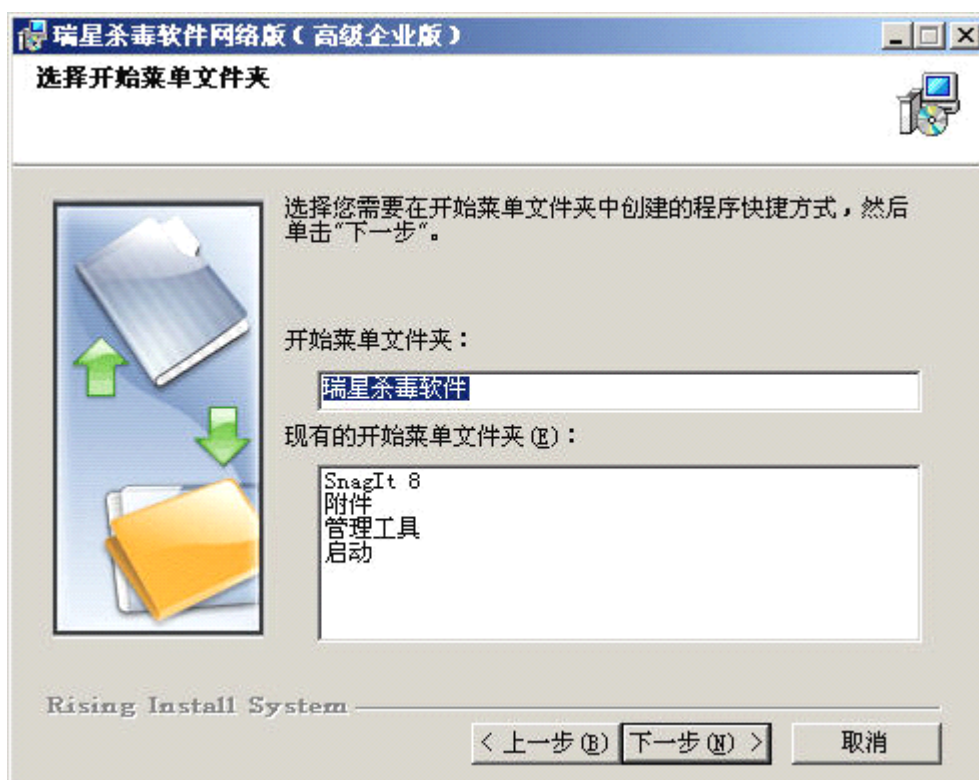 瑞星杀毒软件网络版（高级企业版）
选择开始菜单文件夹
选择您需要在开始菜单文件夹中创建的程序快捷方式，然后
单击“下一步”。
开始菜单文件夹：
瑞星杀毒软件
现有的开始菜单文件夹(E)：
SnagIt 8
附件
管理工具
启动
Rising Install System
< 上一步(B)
下一步(N) >
取消